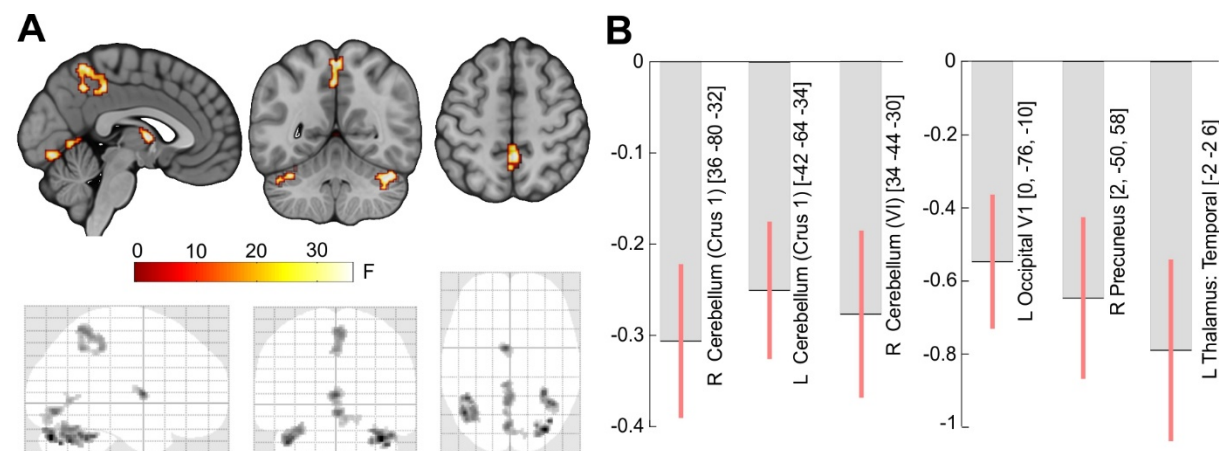 A
B
0 10 20 30 F
0
-0.1
-0.2
-0.3
-0.4
R Cerebellum (Crus 1) [36 -80 -32]
L Cerebellum (Crus 1) [-42 -64 -34]
R Cerebellum (VI) [34 -44 -30]
0
-0.2
-0.4
-0.6
-0.8
-1
L Occipital V1 [0, -76, -10]
R Precuneus [2, -50, 58]
L Thalamus: Temporal [-2 -2 6]